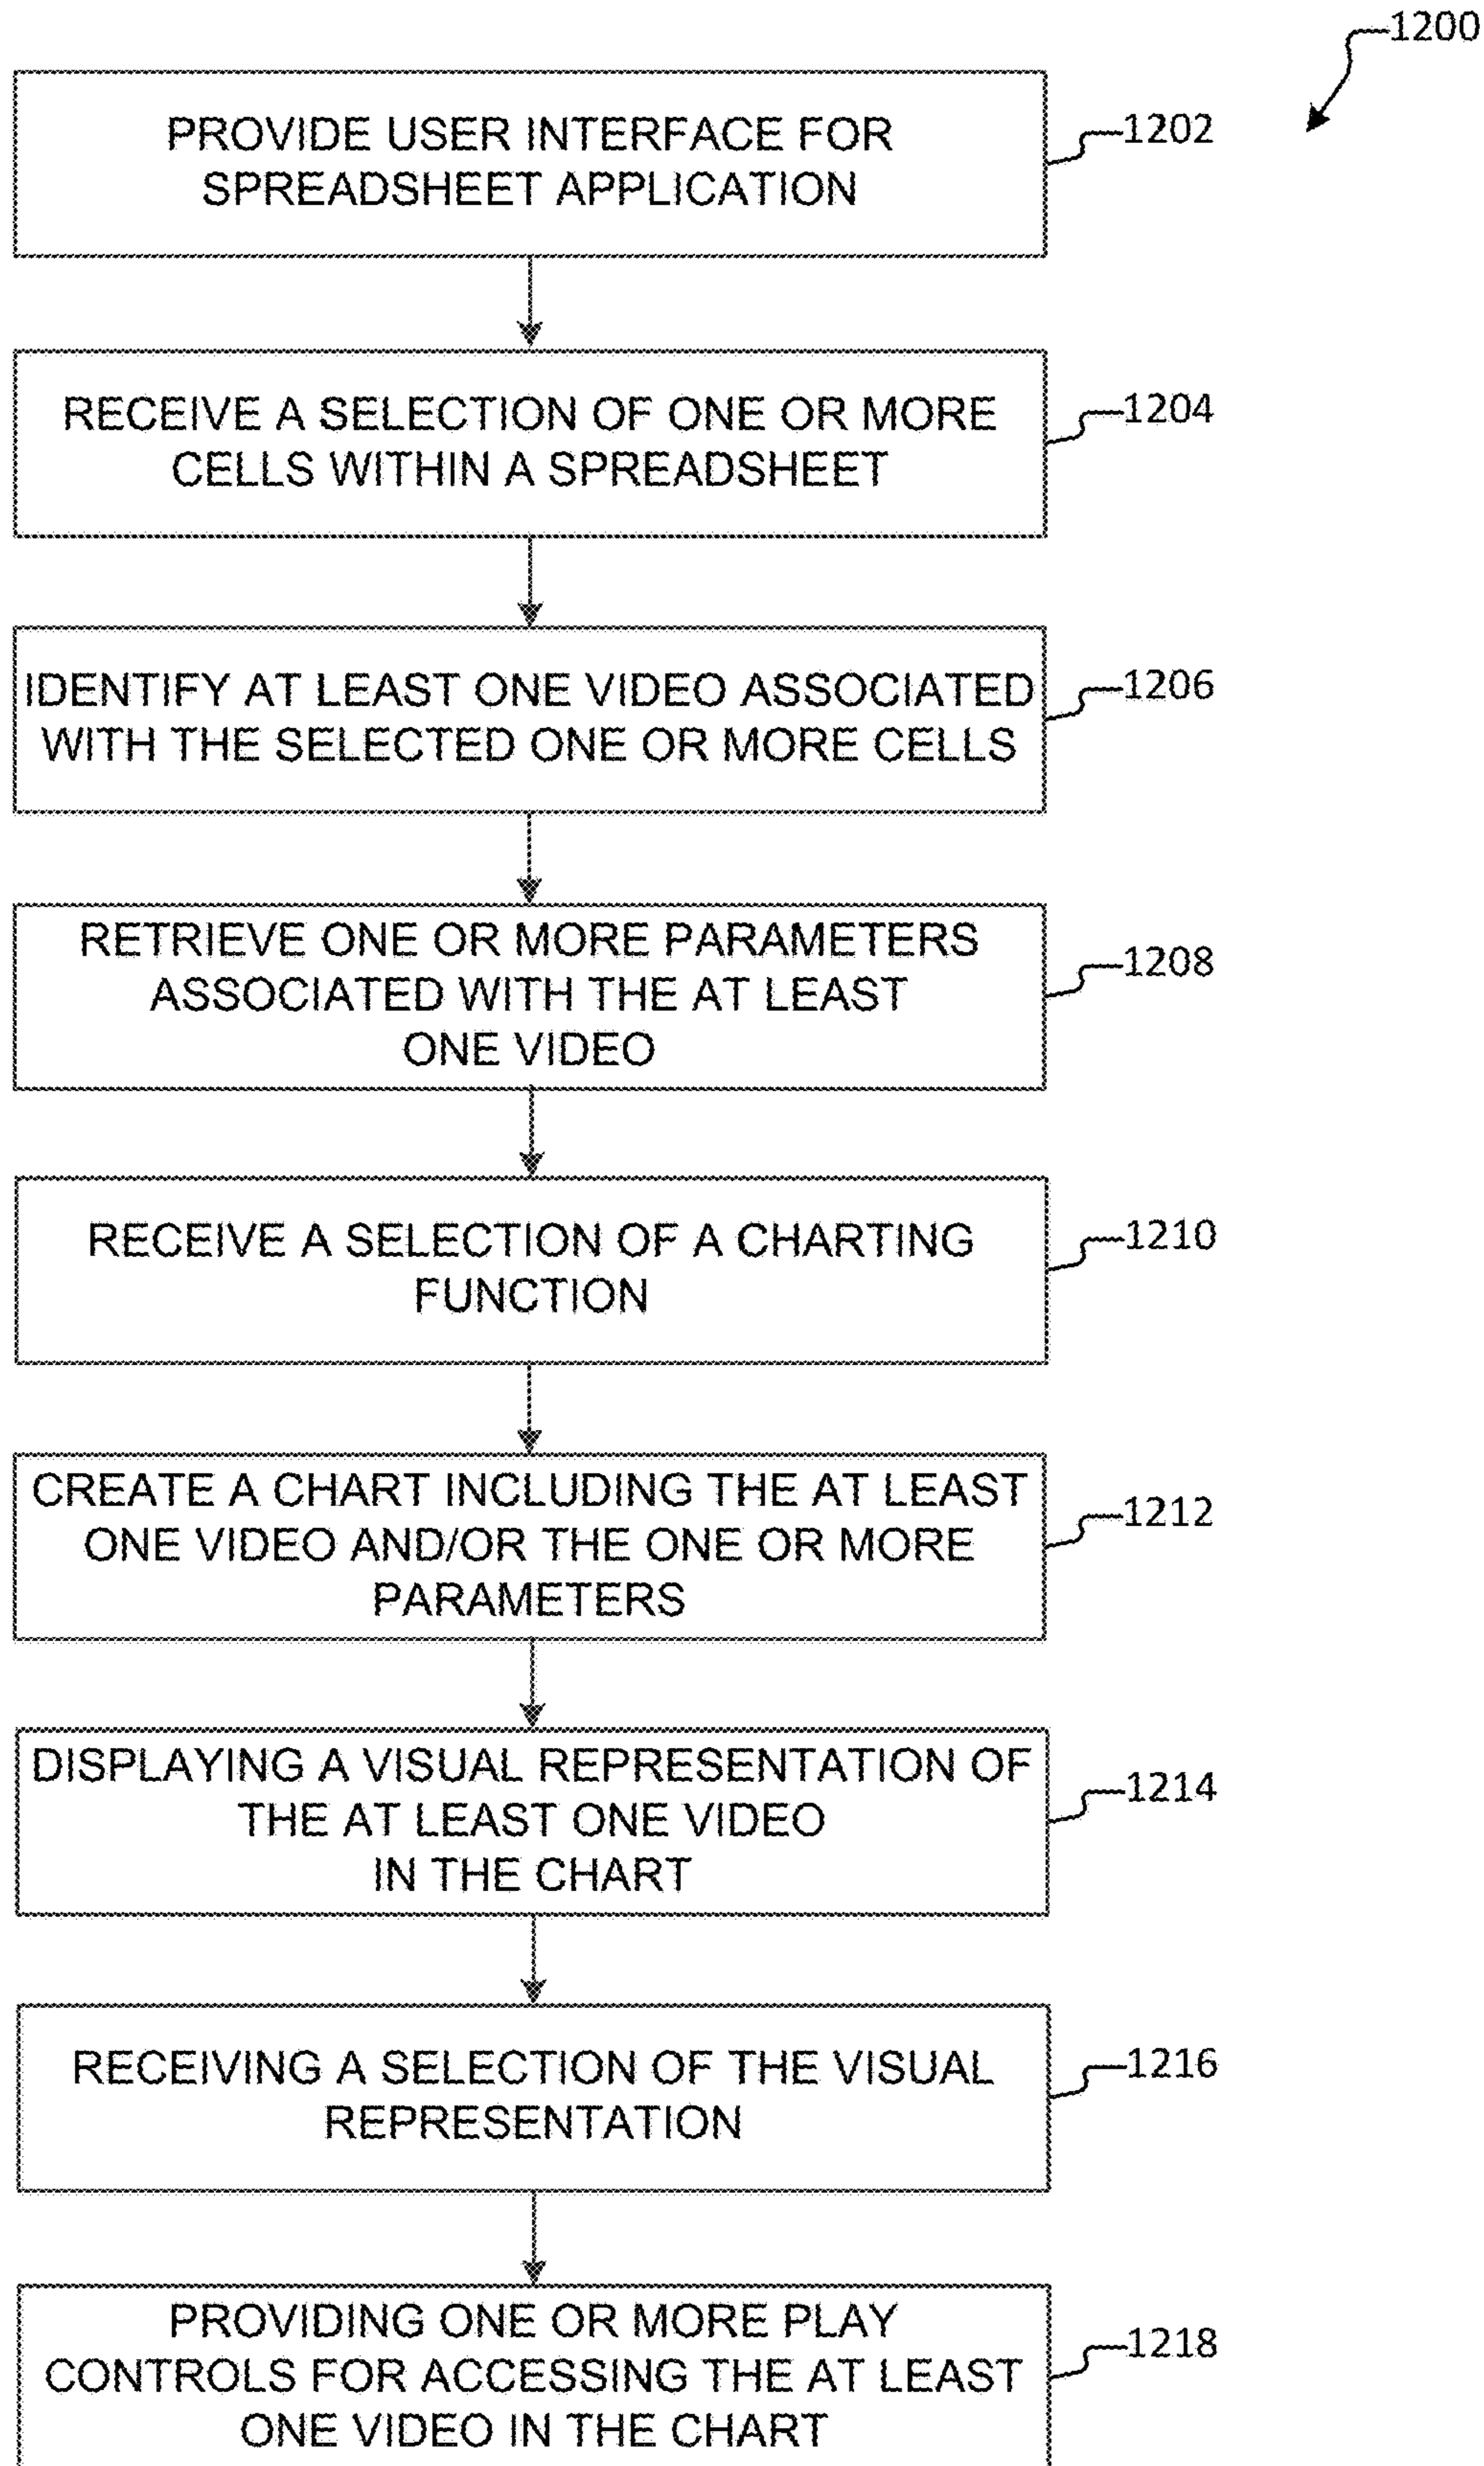 1200
PROVIDE USER INTERFACE FOR
SPREADSHEET APPLICATION
1202
RECEIVE A SELECTION OF ONE OR MORE
CELLS WITHIN A SPREADSHEET
1204
IDENTIFY AT LEAST ONE VIDEO ASSOCIATED
WITH THE SELECTED ONE OR MORE CELLS
1206
RETRIEVE ONE OR MORE PARAMETERS
ASSOCIATED WITH THE AT LEAST
ONE VIDEO
1208
RECEIVE A SELECTION OF A CHARTING
FUNCTION
1210
CREATE A CHART INCLUDING THE AT LEAST
ONE VIDEO AND/OR THE ONE OR MORE
PARAMETERS
1212
DISPLAYING A VISUAL REPRESENTATION OF
THE AT LEAST ONE VIDEO
IN THE CHART
1214
RECEIVING A SELECTION OF THE VISUAL
REPRESENTATION
1216
PROVIDING ONE OR MORE PLAY
CONTROLS FOR ACCESSING THE AT LEAST
ONE VIDEO IN THE CHART
1218